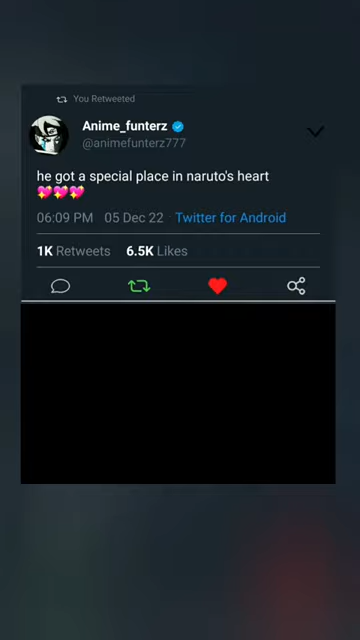 You Retweeted
Anime_funterz
@animefunterz777
he got a special place in naruto's heart
💖💖💖
06:09 PM 05 Dec 22 · Twitter for Android
1K Retweets 6.5K Likes